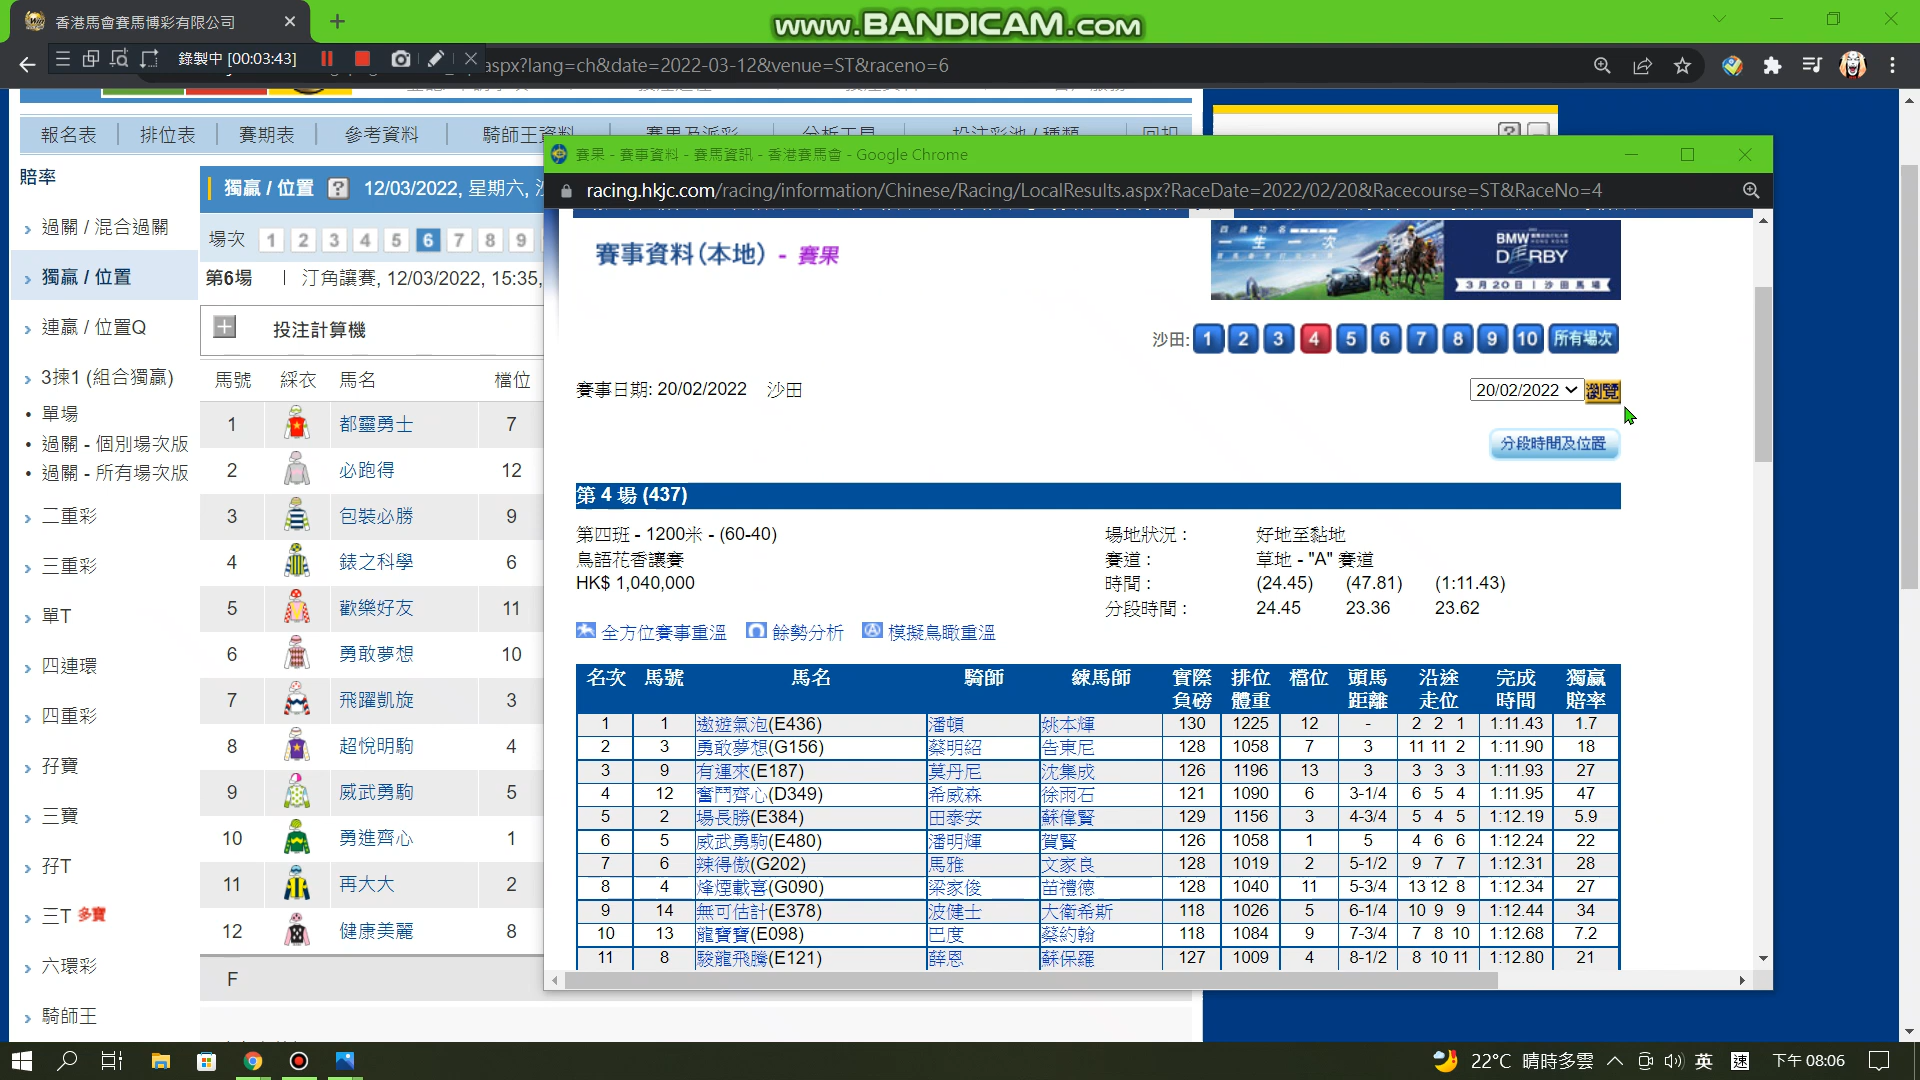 香港馬會賽馬博彩有限公司
www.BANDICAM.com
錄製中 [00:03:43]
aspx?lang=ch&date=2022-03-12&venue=ST&raceno=6
報名表 排位表 賽期表 參考資料 騎師王資料 賽果及派彩 分析工具 投注彩池 / 種類 回扣
賠率
過關 / 混合過關
獨贏 / 位置
連贏 / 位置Q
3揀1 (組合獨贏)
• 單場
• 過關 - 個別場次版
• 過關 - 所有場次版
二重彩
三重彩
單T
四連環
四重彩
孖寶
三寶
孖T
三T 多寶
六環彩
騎師王
獨贏 / 位置 ? 12/03/2022, 星期六,
場次 1 2 3 4 5 6 7 8 9
第6場 汀角讓賽, 12/03/2022, 15:35,
投注計算機
馬號 綵衣 馬名 檔位
1 都靈勇士 7
2 必跑得 12
3 包裝必勝 9
4 錶之科學 6
5 歡樂好友 11
6 勇敢夢想 10
7 飛躍凱旋 3
8 超悅明駒 4
9 威武勇駒 5
10 勇進齊心 1
11 再大大 2
12 健康美麗 8
F
賽果 - 賽事資料 - 賽馬資訊 - 香港賽馬會 - Google Chrome
racing.hkjc.com/racing/information/Chinese/Racing/LocalResults.aspx?RaceDate=2022/02/20&Racecourse=ST&RaceNo=4
賽事資料(本地) - 賽果
四歲功名
一生一次
BMW
DERBY
3月20日 | 沙田馬場
沙田: 1 2 3 4 5 6 7 8 9 10 所有場次
賽事日期: 20/02/2022 沙田
20/02/2022 瀏覽
分段時間及位置
第 4 場 (437)
第四班 - 1200米 - (60-40) 場地狀況 : 好地至黏地
鳥語花香讓賽 賽道 : 草地 - "A" 賽道
HK$ 1,040,000 時間 : (24.45) (47.81) (1:11.43)
分段時間 : 24.45 23.36 23.62
全方位賽事重溫 餘勢分析 模擬鳥瞰重溫
名次 馬號 馬名 騎師 練馬師 實際負磅 排位體重 檔位 頭馬距離 沿途走位 完成時間 獨贏賠率
1 1 遨遊氣泡(E436) 潘頓 姚本輝 130 1225 12 - 2 2 1 1:11.43 1.7
2 3 勇敢夢想(G156) 蔡明紹 告東尼 128 1058 7 3 11 11 2 1:11.90 18
3 9 有運來(E187) 莫丹尼 沈集成 126 1196 13 3 3 3 3 1:11.93 27
4 12 奮鬥齊心(D349) 希威森 徐雨石 121 1090 6 3-1/4 6 5 4 1:11.95 47
5 2 場長勝(E384) 田泰安 蘇偉賢 129 1156 3 4-3/4 5 4 5 1:12.19 5.9
6 5 威武勇駒(E480) 潘明輝 賀賢 126 1058 1 5 4 6 6 1:12.24 22
7 6 辣得傲(G202) 馬雅 文家良 128 1019 2 5-1/2 9 7 7 1:12.31 28
8 4 烽煙載喜(G090) 梁家俊 苗禮德 128 1040 11 5-3/4 13 12 8 1:12.34 27
9 14 無可估計(E378) 波健士 大衛希斯 118 1026 5 6-1/4 10 9 9 1:12.44 34
10 13 龍寶寶(E098) 巴度 蔡約翰 118 1084 9 7-3/4 7 8 10 1:12.68 7.2
11 8 駿龍飛騰(E121) 薛恩 蘇保羅 127 1009 4 8-1/2 8 10 11 1:12.80 21
22°C 晴時多雲 英 速 下午 08:06